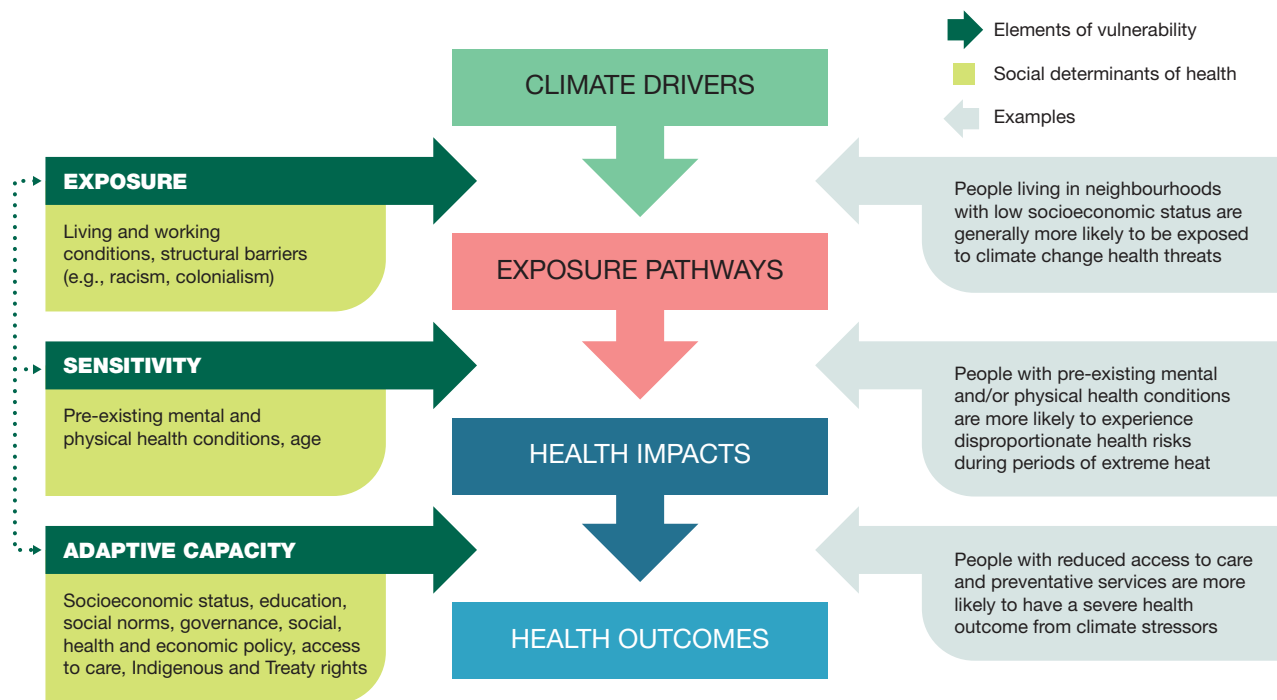 Elements of vulnerability
Social determinants of health
Examples
CLIMATE DRIVERS
EXPOSURE
Living and working
conditions, structural barriers
(e.g., racism, colonialism)
People living in neighbourhoods
with low socioeconomic status are
generally more likely to be exposed
to climate change health threats
EXPOSURE PATHWAYS
SENSITIVITY
Pre-existing mental and
physical health conditions, age
People with pre-existing mental
and/or physical health conditions
are more likely to experience
disproportionate health risks
during periods of extreme heat
HEALTH IMPACTS
ADAPTIVE CAPACITY
Socioeconomic status, education,
social norms, governance, social,
health and economic policy, access
to care, Indigenous and Treaty rights
People with reduced access to care
and preventative services are more
likely to have a severe health
outcome from climate stressors
HEALTH OUTCOMES